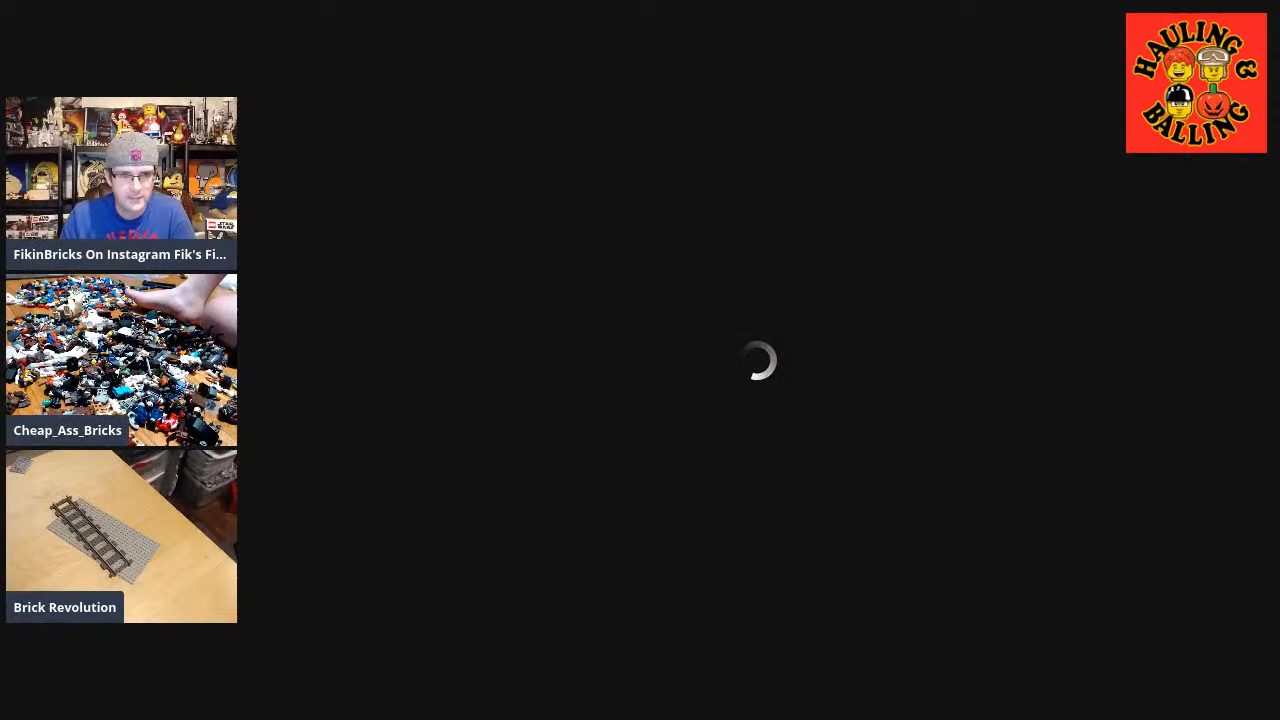 HAULING &
BALLING
FikinBricks On Instagram Fik's Fi...
Cheap_Ass_Bricks
Brick Revolution